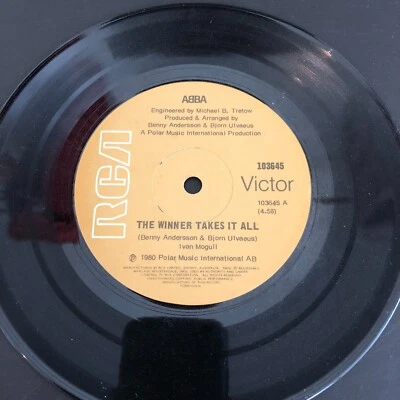 ABBA
Engineered by Michael B. Tretow
Produced & Arranged by
Benny Andersson & Bjorn Ulvaeus
A Polar Music International Production
RCA
103645
Victor
103645 A
(4.58)
THE WINNER TAKES IT ALL
(Benny Andersson & Bjorn Ulvaeus)
Ivan Mogull
℗ 1980 Polar Music International AB